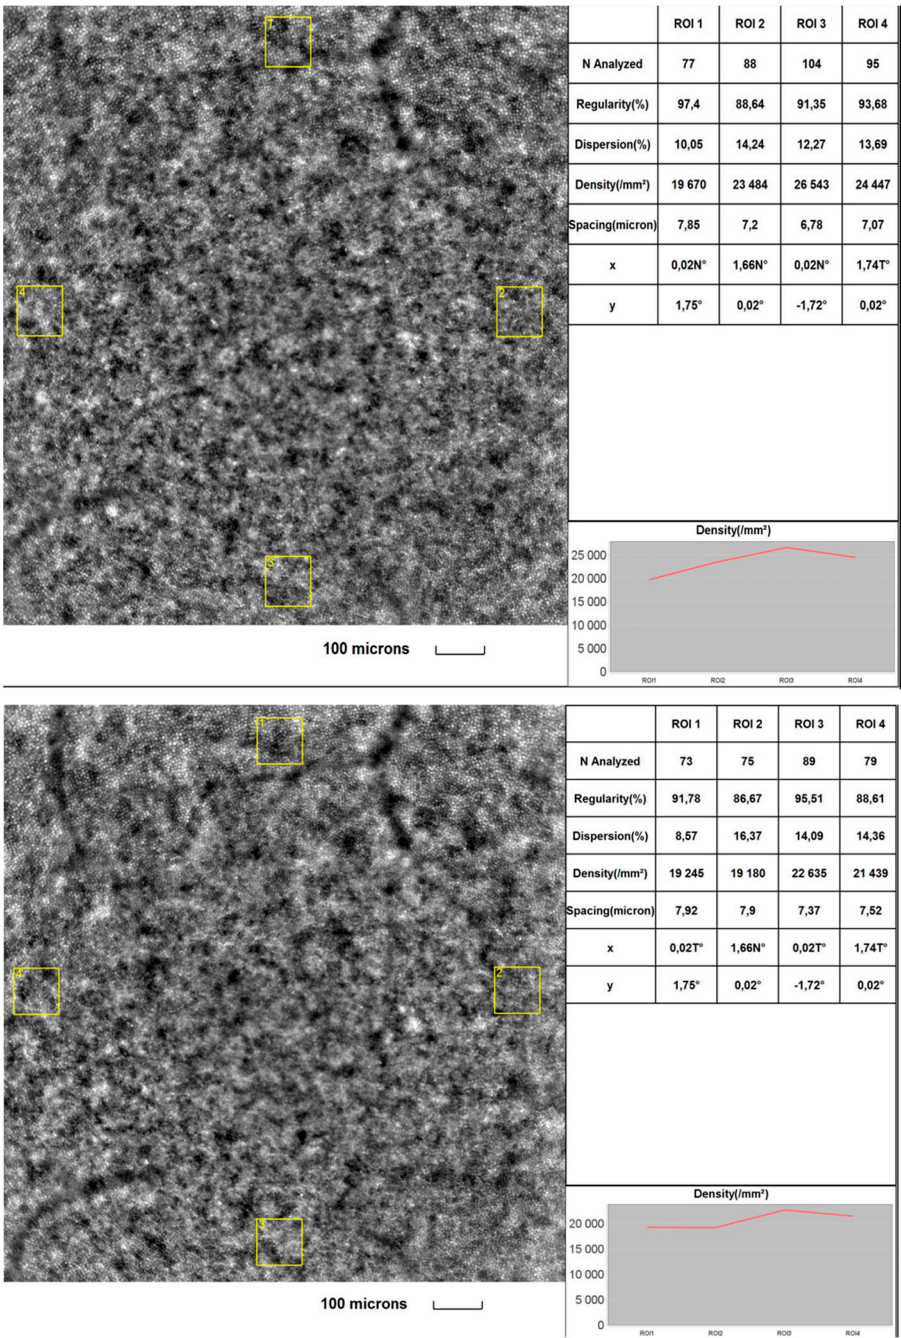 1
2
3
4
100 microns
ROI 1 ROI 2 ROI 3 ROI 4
N Analyzed 77 88 104 95
Regularity(%) 97,4 88,64 91,35 93,68
Dispersion(%) 10,05 14,24 12,27 13,69
Density(/mm²) 19 670 23 484 26 543 24 447
Spacing(micron) 7,85 7,2 6,78 7,07
x 0,02N° 1,66N° 0,02N° 1,74T°
y 1,75° 0,02° -1,72° 0,02°
Density(/mm²)
25 000
20 000
15 000
10 000
5 000
0
ROI1 ROI2 ROI3 ROI4
1
2
3
4
100 microns
ROI 1 ROI 2 ROI 3 ROI 4
N Analyzed 73 75 89 79
Regularity(%) 91,78 86,67 95,51 88,61
Dispersion(%) 8,57 16,37 14,09 14,36
Density(/mm²) 19 245 19 180 22 635 21 439
Spacing(micron) 7,92 7,9 7,37 7,52
x 0,02T° 1,66N° 0,02T° 1,74T°
y 1,75° 0,02° -1,72° 0,02°
Density(/mm²)
20 000
15 000
10 000
5 000
0
ROI1 ROI2 ROI3 ROI4